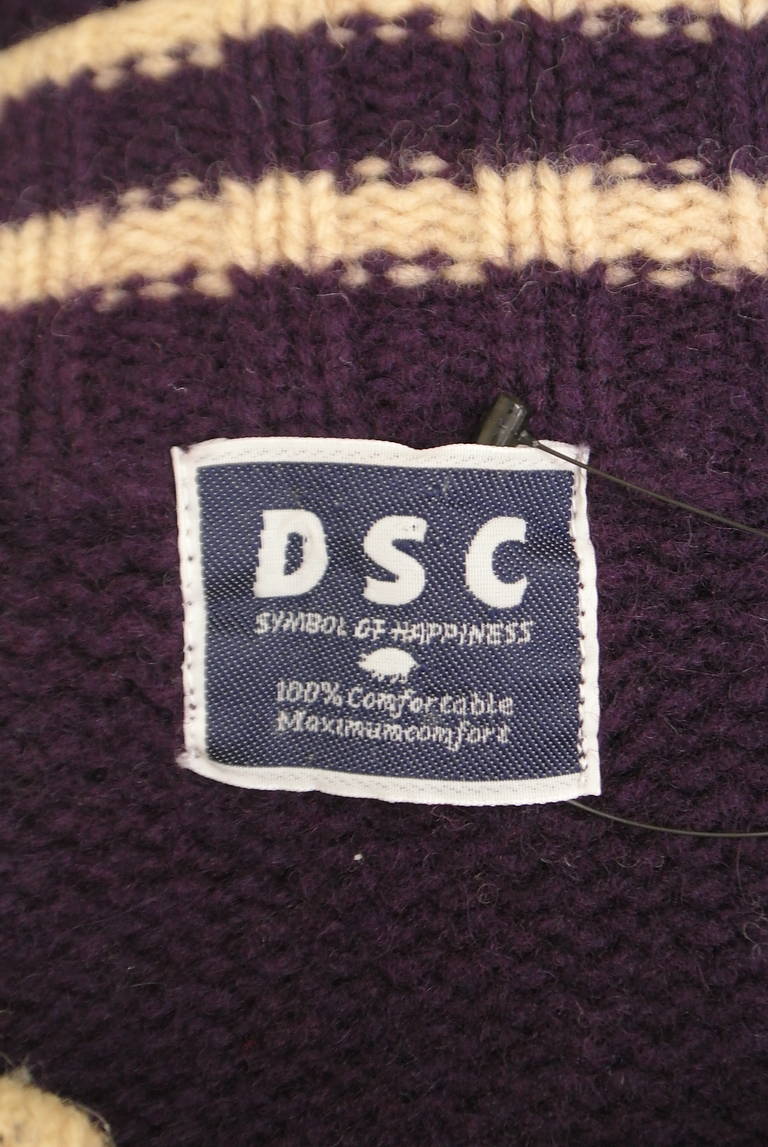 DSC
SYMBOL OF HAPPINESS
100% Comfortable
Maximumcomfort